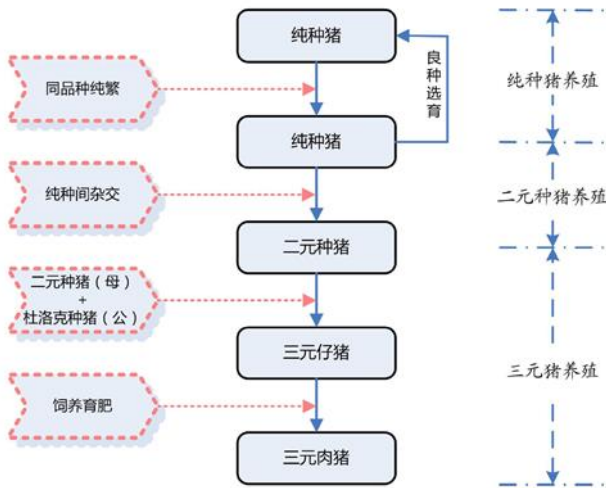 纯种猪
同品种纯繁
良种选育
纯种猪养殖
纯种猪
纯种间杂交
二元种猪养殖
二元种猪
二元种猪（母）
+
杜洛克种猪（公）
三元仔猪
三元猪养殖
饲养育肥
三元肉猪